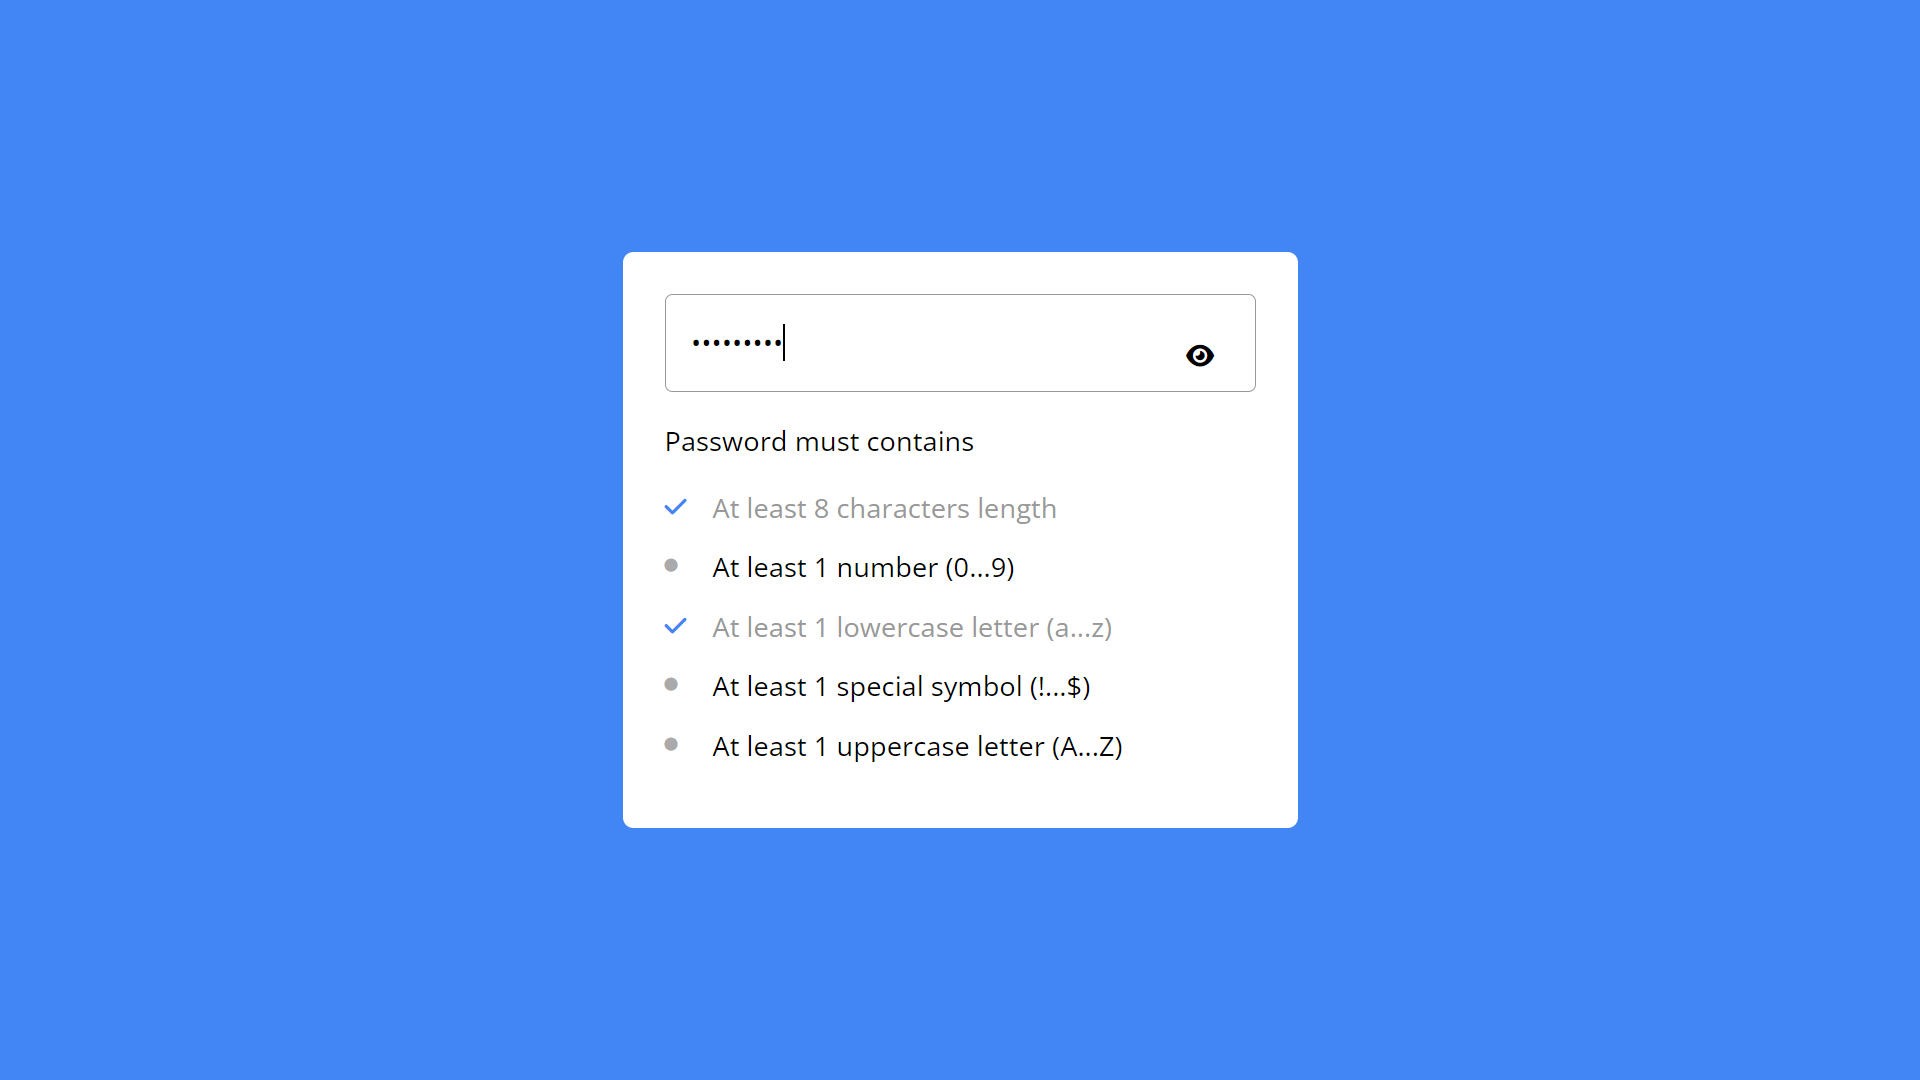 •••••••••
Password must contains
At least 8 characters length
At least 1 number (0...9)
At least 1 lowercase letter (a...z)
At least 1 special symbol (!...$)
At least 1 uppercase letter (A...Z)